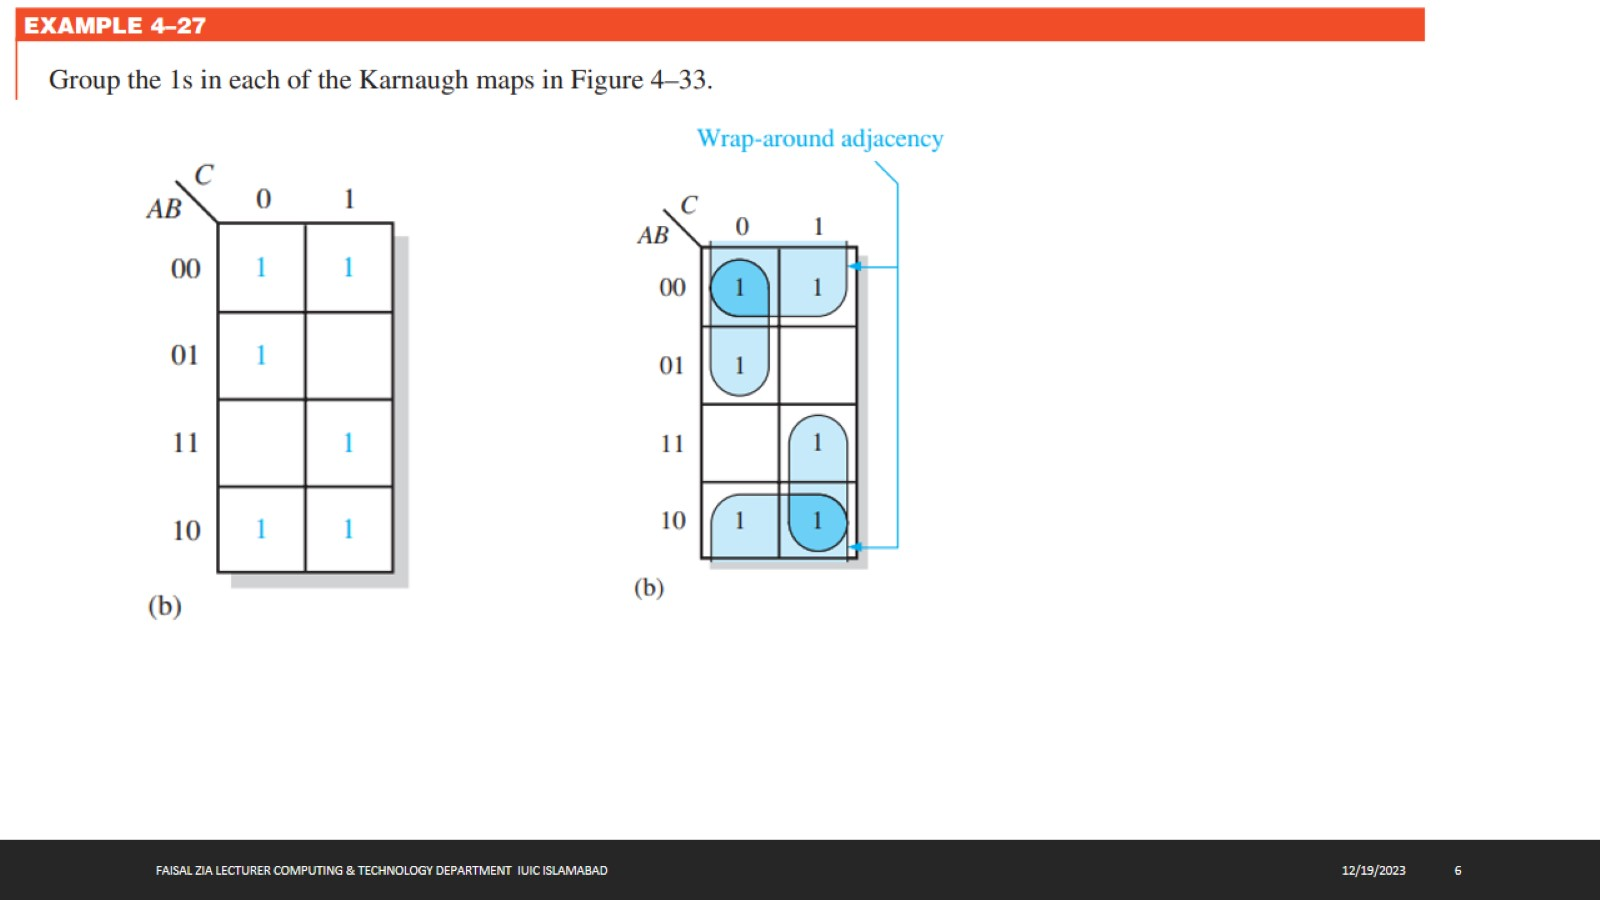 EXAMPLE 4–27
Group the 1s in each of the Karnaugh maps in Figure 4–33.
C
AB
0 1
00 1 1
01 1
11 1
10 1 1
(b)
Wrap-around adjacency
C
AB
0 1
00 1 1
01 1
11 1
10 1 1
(b)
FAISAL ZIA LECTURER COMPUTING & TECHNOLOGY DEPARTMENT IUIC ISLAMABAD
12/19/2023
6